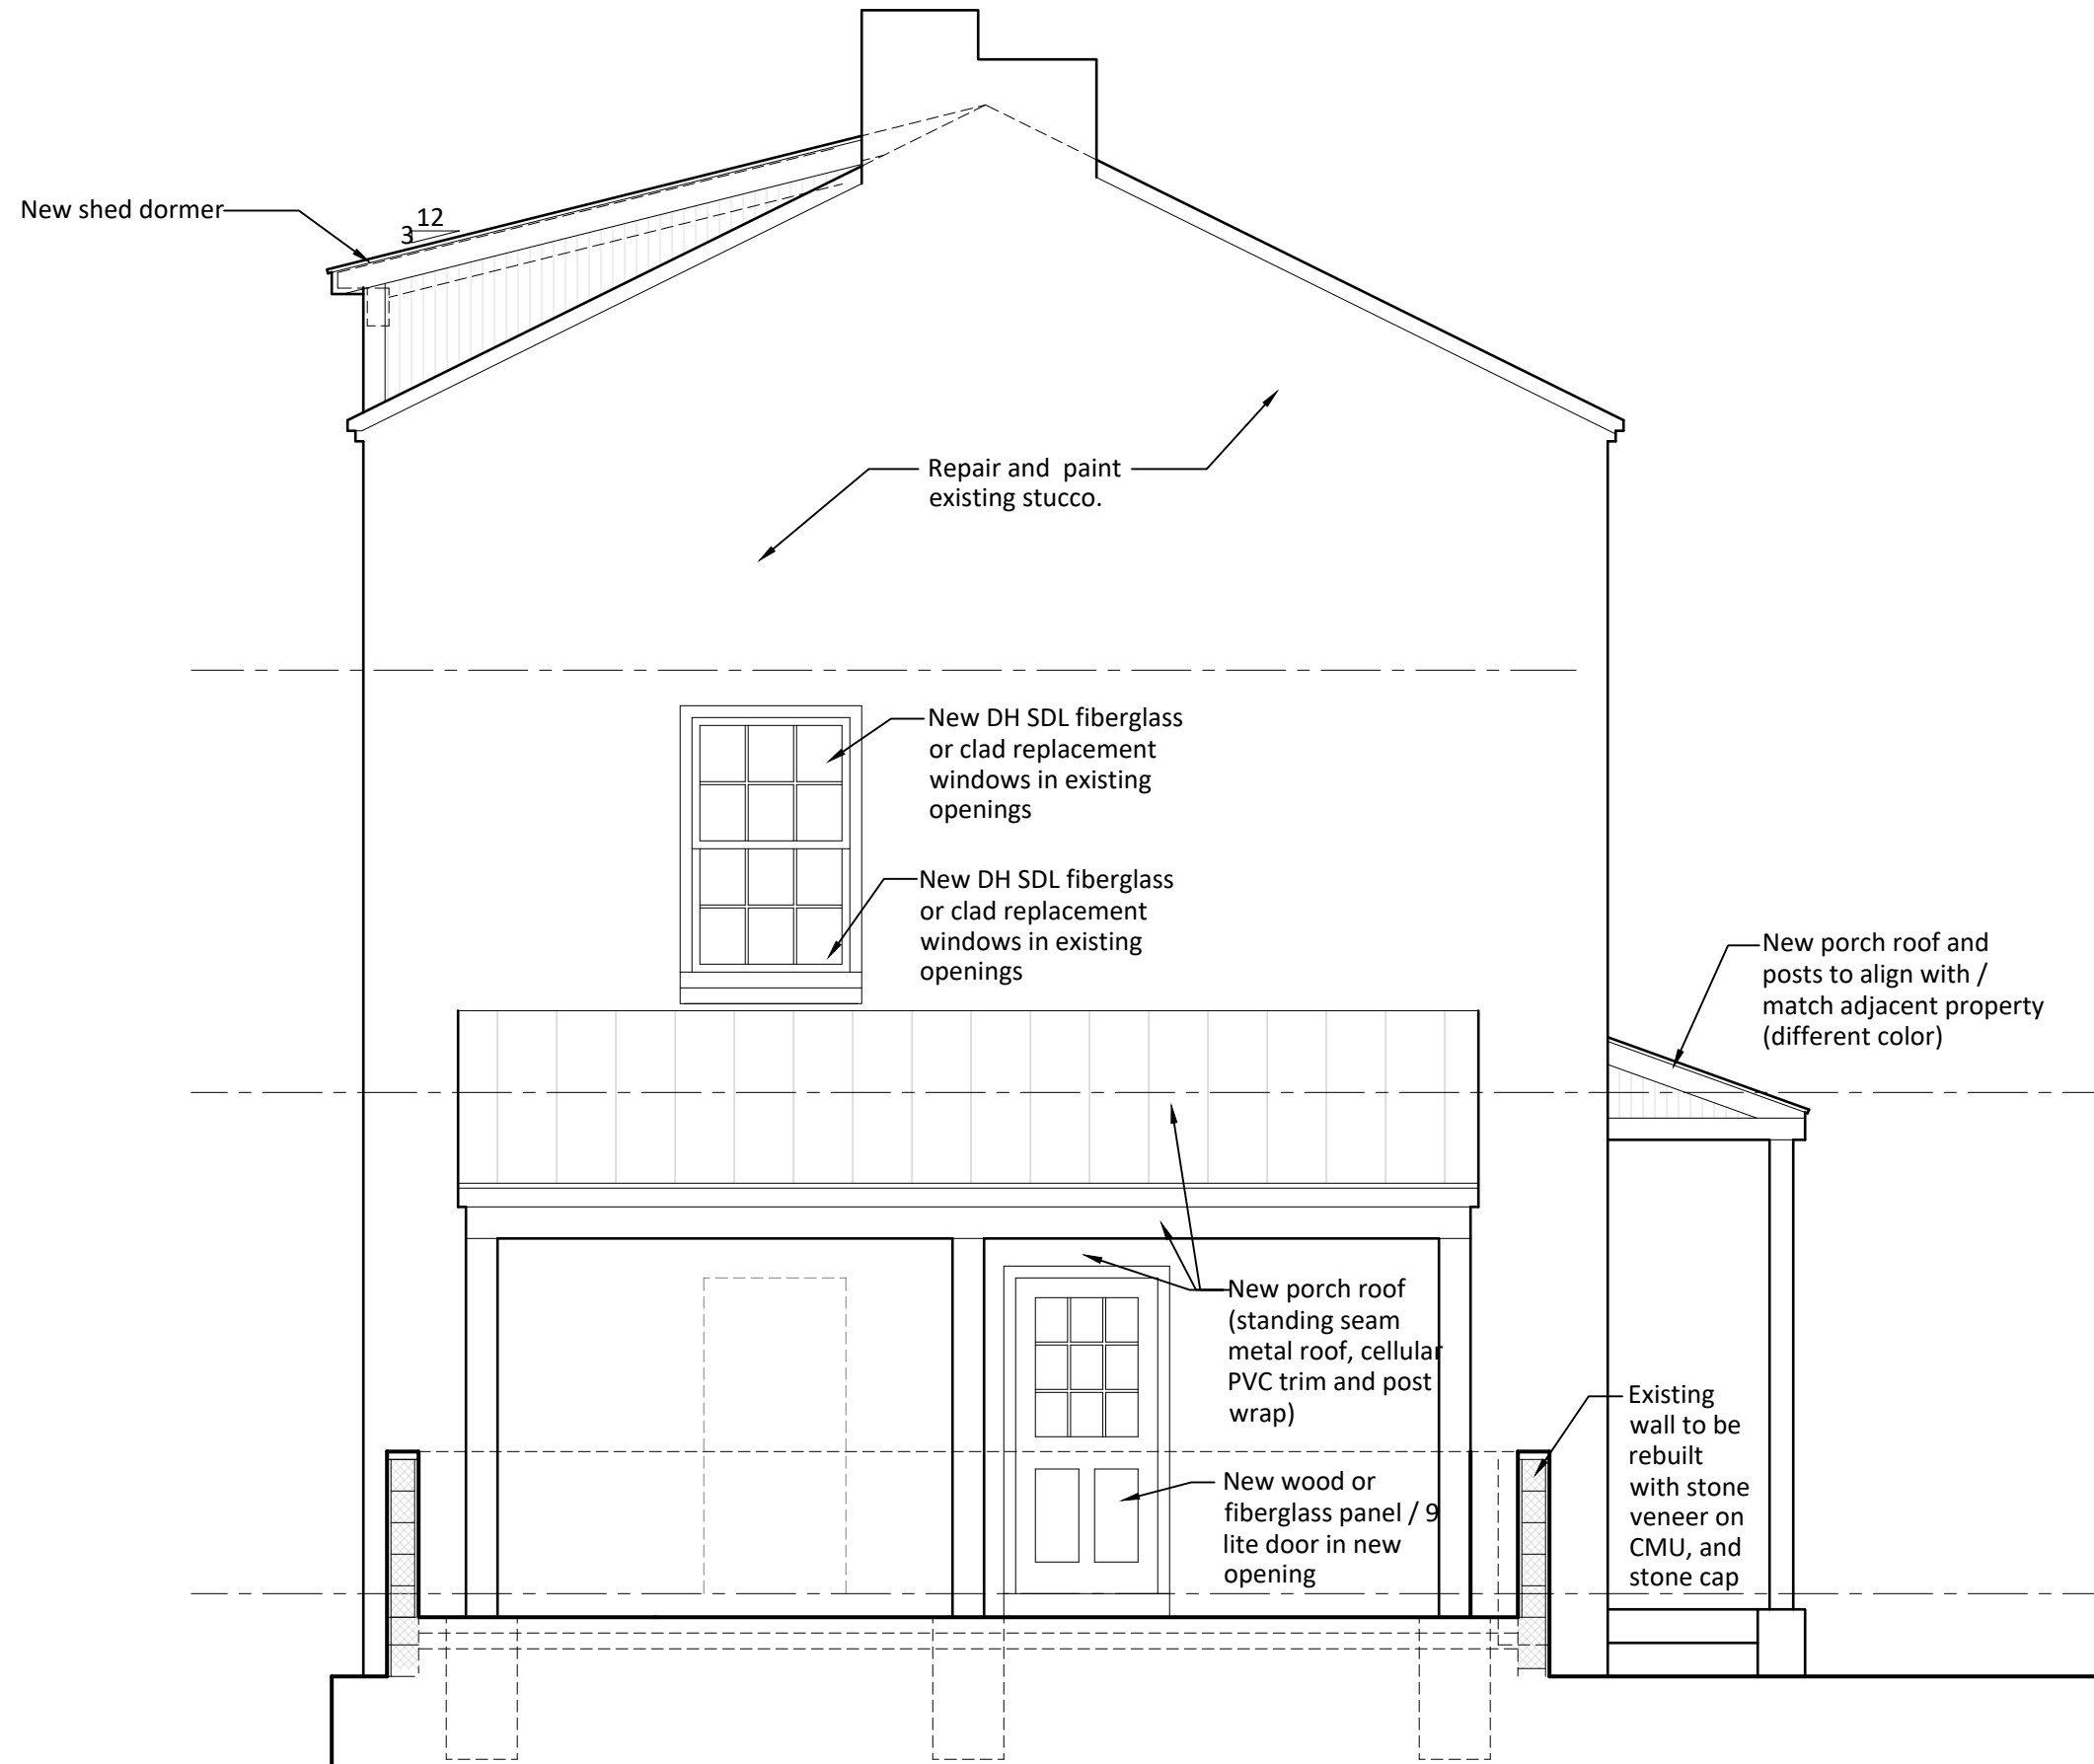 New shed dormer
12
3
Repair and  paint
existing stucco.
New DH SDL fiberglass
or clad replacement
windows in existing
openings
New DH SDL fiberglass
or clad replacement
windows in existing
openings
New porch roof and
posts to align with /
match adjacent property
(different color)
New porch roof
(standing seam
metal roof, cellular
PVC trim and post
wrap)
Existing
wall to be
rebuilt
with stone
veneer on
CMU, and
stone cap
New wood or
fiberglass panel / 9
lite door in new
opening